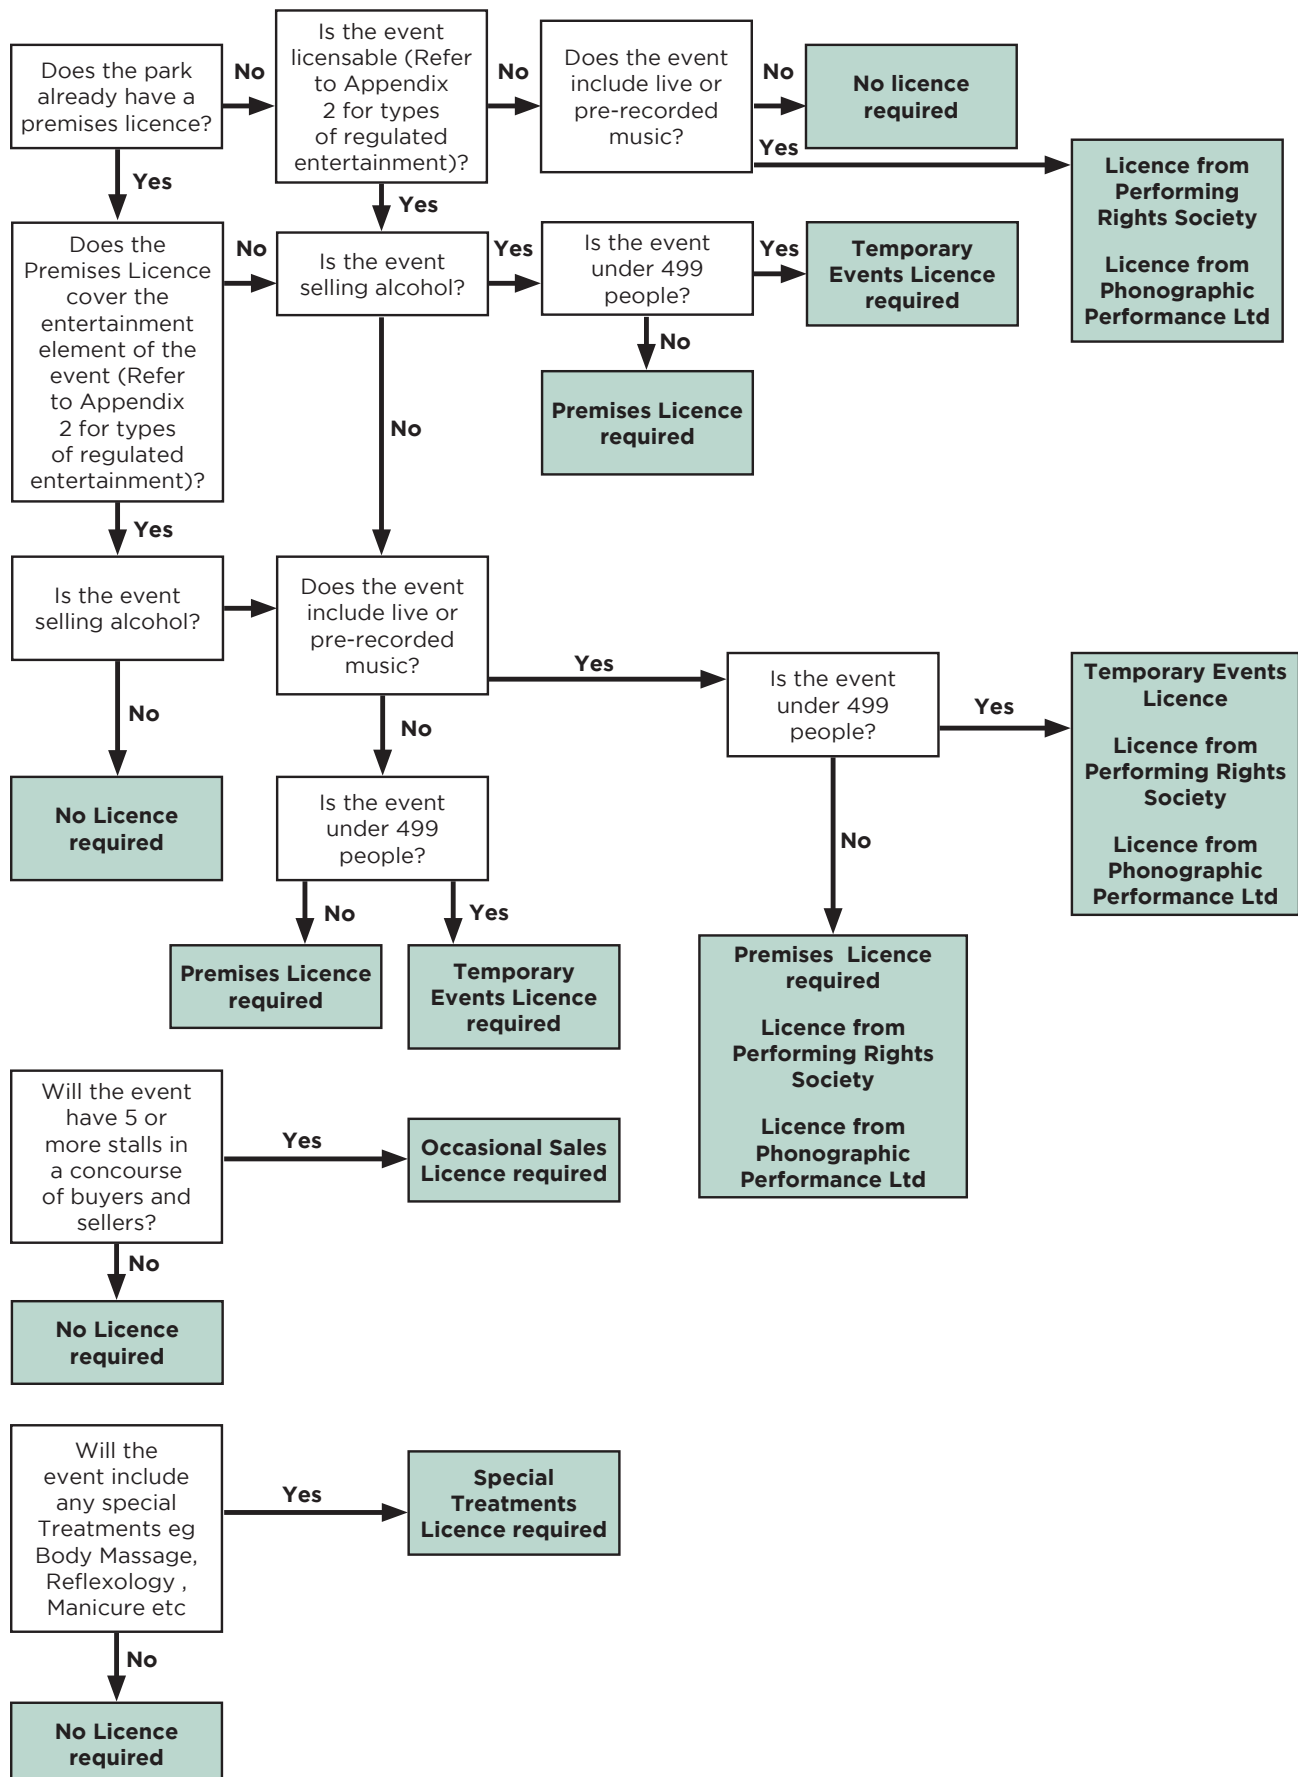 Does the park
already have a
premises licence?
No
Is the event
licensable (Refer
to Appendix
2 for types
of regulated
entertainment)?
No
Does the event
include live or
pre-recorded
music?
No
No licence
required
Yes
Licence from
Performing
Rights Society
Licence from
Phonographic
Performance Ltd
Yes
Yes
Does the
Premises Licence
cover the
entertainment
element of the
event (Refer
to Appendix
2 for types
of regulated
entertainment)?
No
Is the event
selling alcohol?
Yes
Is the event
under 499
people?
Yes
Temporary
Events Licence
required
No
Premises Licence
required
No
Yes
Is the event
selling alcohol?
Does the event
include live or
pre-recorded
music?
Yes
Is the event
under 499
people?
Yes
Temporary Events
Licence
Licence from
Performing Rights
Society
Licence from
Phonographic
Performance Ltd
No
No Licence
required
No
Is the event
under 499
people?
No
Premises Licence
required
Yes
Temporary
Events Licence
required
No
Premises  Licence
required
Licence from
Performing Rights
Society
Licence from
Phonographic
Performance Ltd
Will the event
have 5 or
more stalls in
a concourse
of buyers and
sellers?
Yes
Occasional Sales
Licence required
No
No Licence
required
Will the
event include
any special
Treatments eg
Body Massage,
Reflexology ,
Manicure etc
Yes
Special
Treatments
Licence required
No
No Licence
required